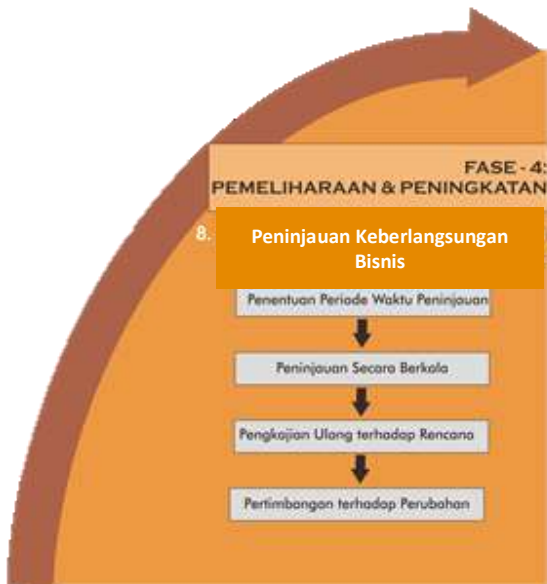 FASE - 4:
PEMELIHARAAN & PENINGKATAN
8.
Peninjauan Keberlangsungan
Bisnis
Penentuan Periode Waktu Peninjauan
Peninjauan Secara Berkala
Pengkajian Ulang terhadap Rencana
Pertimbangan terhadap Perubahan